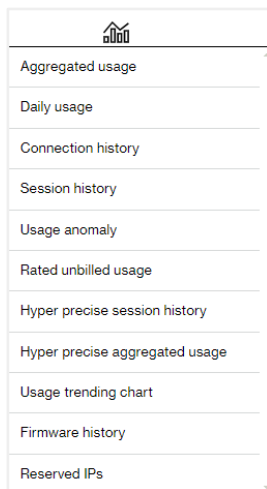 Aggregated usage
Daily usage
Connection history
Session history
Usage anomaly
Rated unbilled usage
Hyper precise session history
Hyper precise aggregated usage
Usage trending chart
Firmware history
Reserved IPs